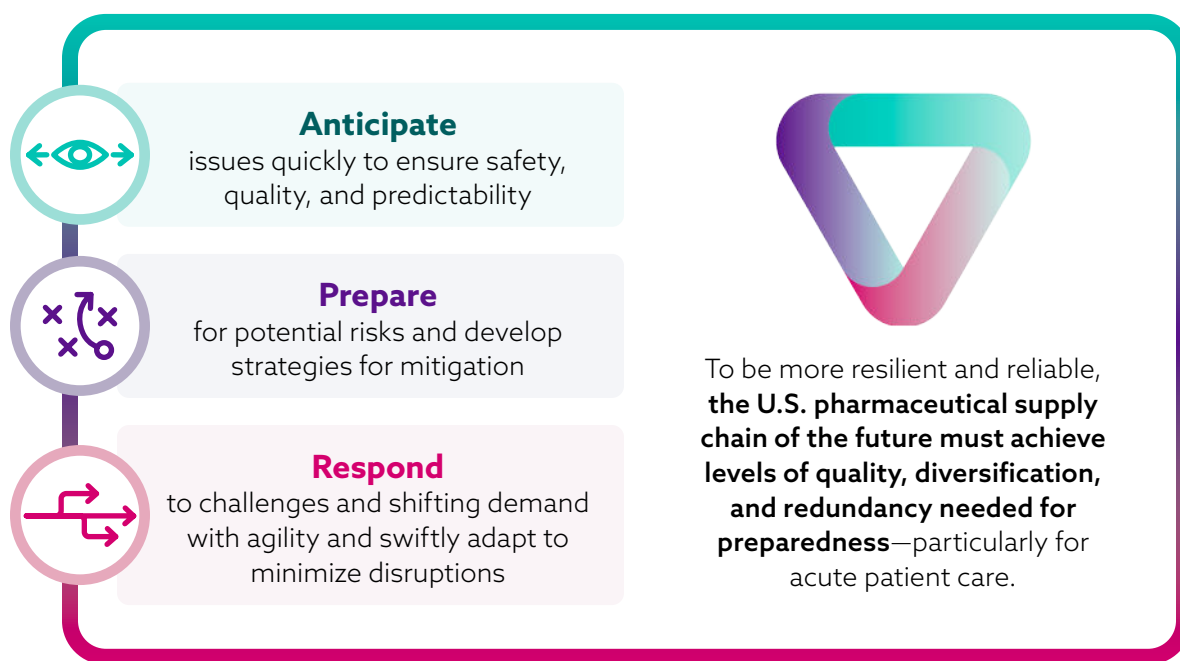 Anticipate
issues quickly to ensure safety,
quality, and predictability
Prepare
for potential risks and develop
strategies for mitigation
Respond
to challenges and shifting demand
with agility and swiftly adapt to
minimize disruptions
To be more resilient and reliable,
the U.S. pharmaceutical supply
chain of the future must achieve
levels of quality, diversification,
and redundancy needed for
preparedness—particularly for
acute patient care.